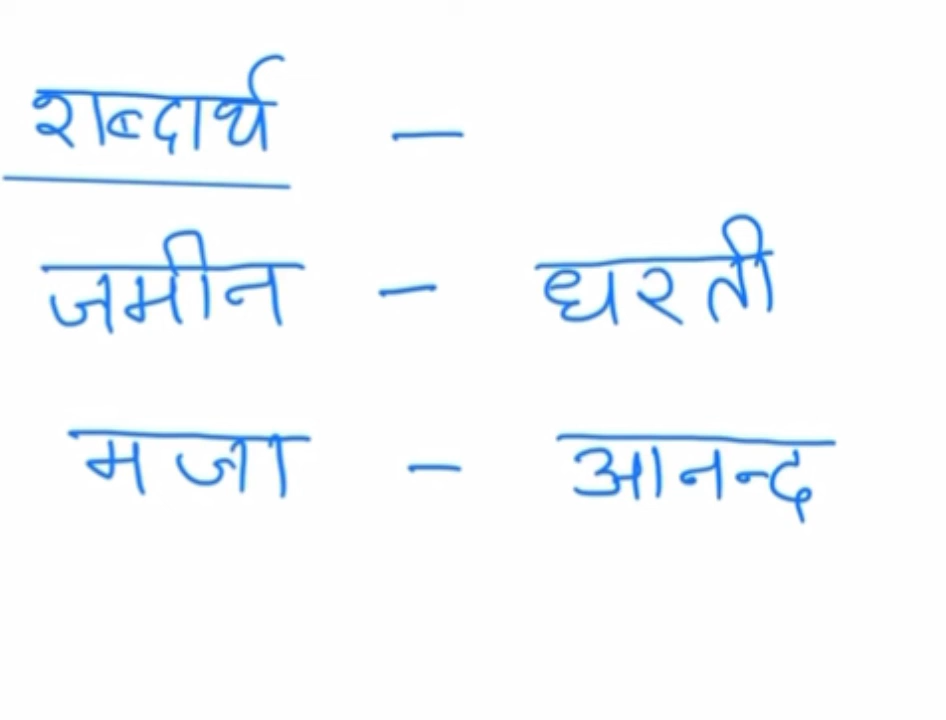 शब्दार्थ -
जमीन - धरती
मजा - आनन्द